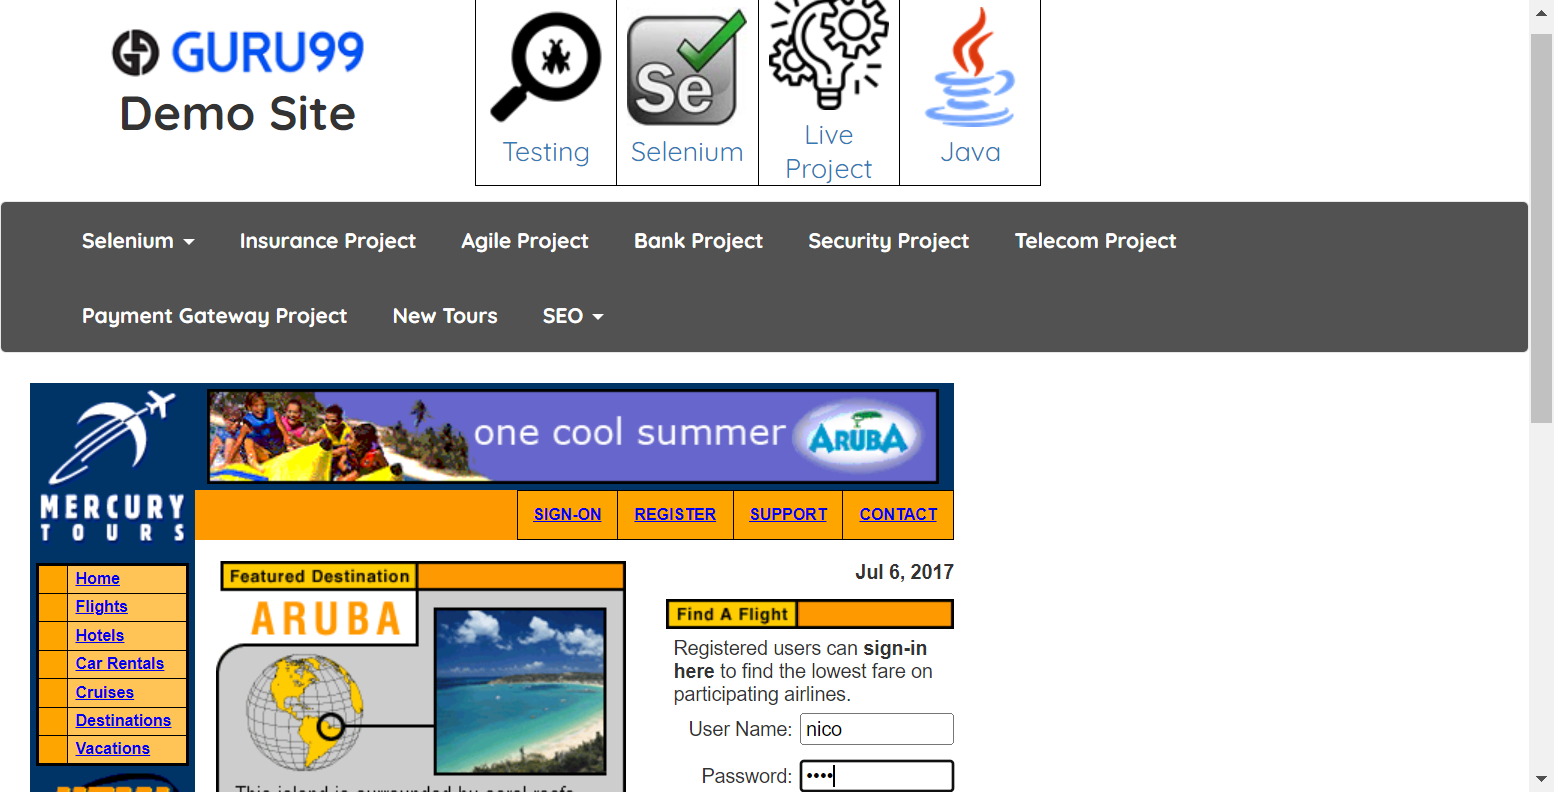 GURU99
Demo Site
Testing
Se
Selenium
Live
Project
Java
Selenium
Insurance Project
Agile Project
Bank Project
Security Project
Telecom Project
Payment Gateway Project
New Tours
SEO
one cool summer
ARUBA
MERCURY
TOURS
SIGN-ON
REGISTER
SUPPORT
CONTACT
Home
Flights
Hotels
Car Rentals
Cruises
Destinations
Vacations
Featured Destination
ARUBA
Jul 6, 2017
Find A Flight
Registered users can sign-in
here to find the lowest fare on
participating airlines.
User Name: nico
Password: ••••